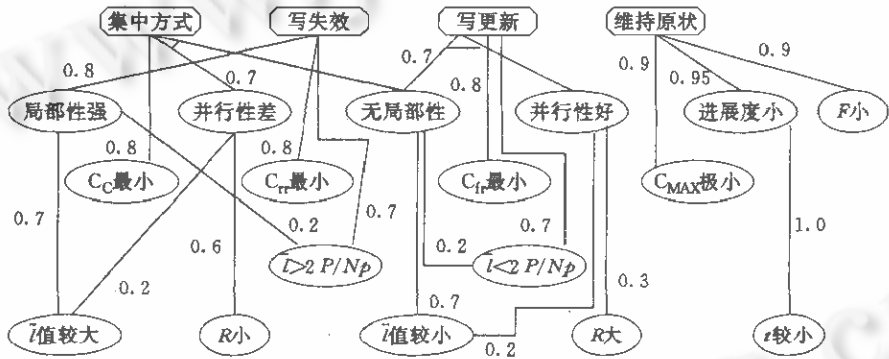 集中方式 写失效 写更新 维持原状
0.8 0.7 0.7 0.8 0.9 0.95 0.9
局部性强 并行性差 无局部性 并行性好 进展度小 F小
0.8 0.8
C_C最小 C_rr最小 C_fr最小 C_MAX极小
0.7 0.6 0.2 0.7 0.2 0.7 1.0
l̄>2 P/Np l̄<2 P/Np
0.2 0.7 0.3
l̄值较大 R小 l̄值较小 R大 t较小
0.2